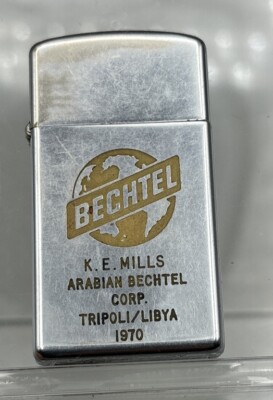 BECHTEL
K.E. MILLS
ARABIAN BECHTEL
CORP.
TRIPOLI/LIBYA
1970